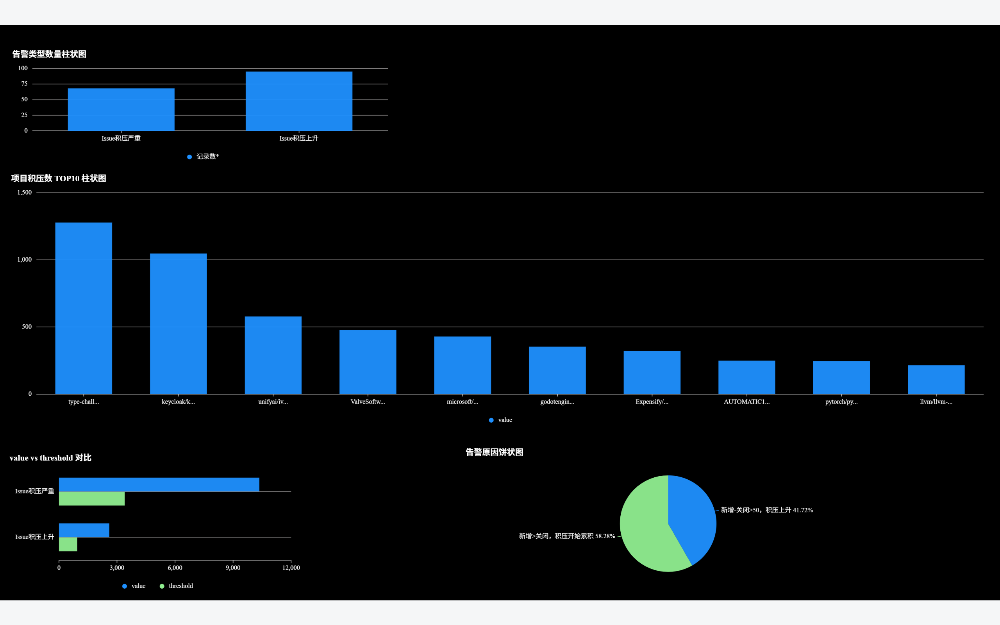 告警类型数量柱状图
100
75
50
25
0
Issue积压严重
Issue积压上升
记录数*
项目积压数 TOP10 柱状图
1,500
1,000
500
0
type-chall...
keycloak/k...
unifyai/iv...
ValveSoftw...
microsoft/...
godotengin...
Expensify/...
AUTOMATIC1...
pytorch/py...
llvm/llvm-...
value
value vs threshold 对比
Issue积压严重
Issue积压上升
0
3,000
6,000
9,000
12,000
value
threshold
告警原因饼状图
新增-关闭>50，积压上升 41.72%
新增>关闭，积压开始累积 58.28%